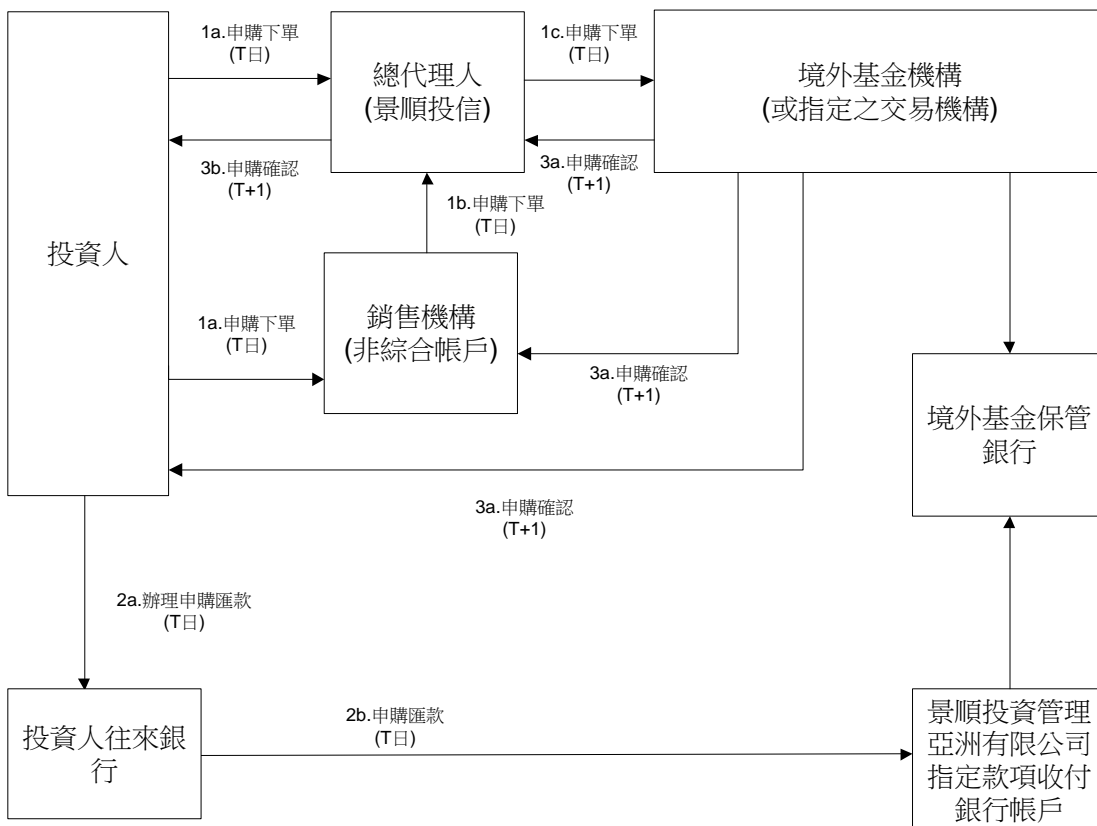 1a.申購下單
(T日)
1c.申購下單
(T日)
總代理人
(景順投信)
境外基金機構
(或指定之交易機構)
3b.申購確認
(T+1)
3a.申購確認
(T+1)
1b.申購下單
(T日)
投資人
銷售機構
(非綜合帳戶)
1a.申購下單
(T日)
3a.申購確認
(T+1)
境外基金保管
銀行
3a.申購確認
(T+1)
2a.辦理申購匯款
(T日)
投資人往來銀
行
2b.申購匯款
(T日)
景順投資管理
亞洲有限公司
指定款項收付
銀行帳戶